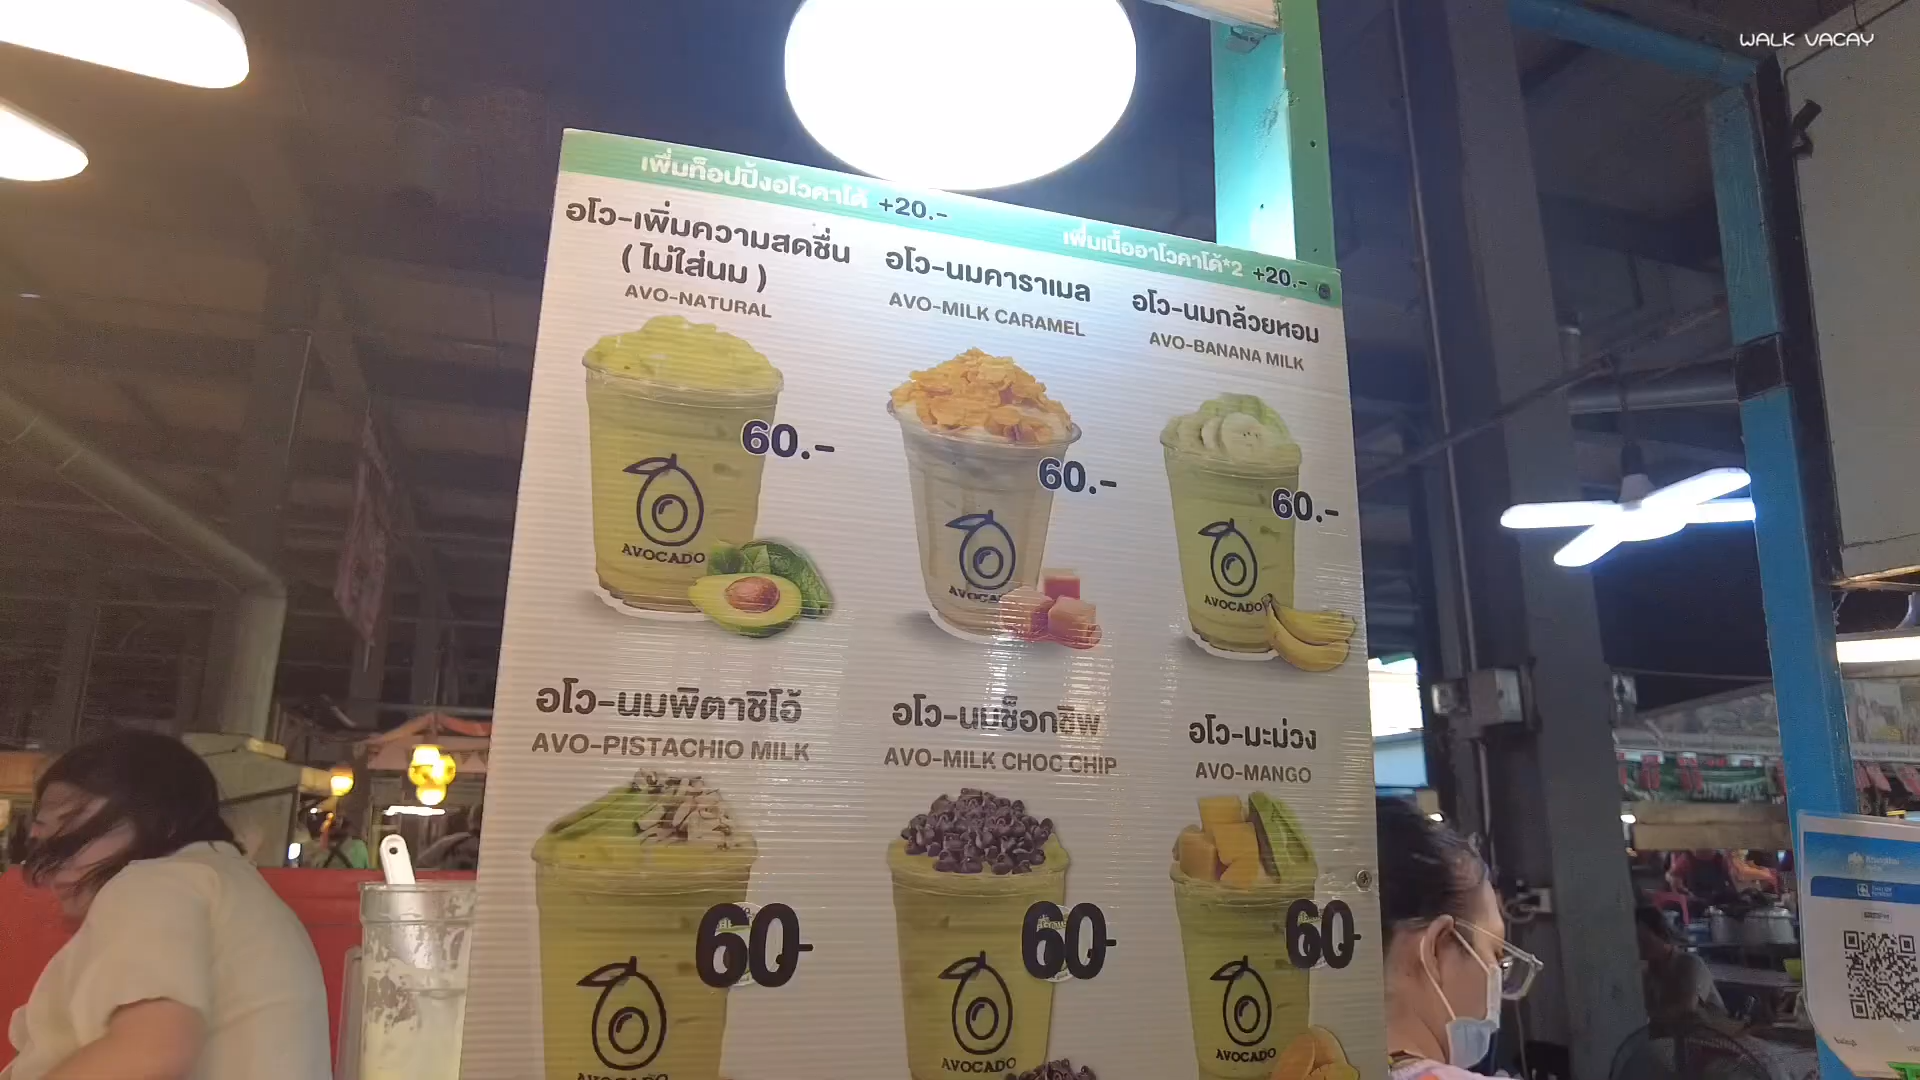 WALK VACAY
เพิ่มท็อปปิ้งอโวคาโด้ +20.-
เพิ่มเนื้ออาโวคาโด้*2 +20.-
อโว-เพิ่มความสดชื่น
( ไม่ใส่นม )
AVO-NATURAL
60.-
AVOCADO
อโว-นมคาราเมล
AVO-MILK CARAMEL
60.-
AVOCADO
อโว-นมกล้วยหอม
AVO-BANANA MILK
60.-
AVOCADO
อโว-นมพิตาชิโอ้
AVO-PISTACHIO MILK
60-
AVOCADO
อโว-นมช็อกชิพ
AVO-MILK CHOC CHIP
60-
AVOCADO
อโว-มะม่วง
AVO-MANGO
60-
AVOCADO
Krungthai